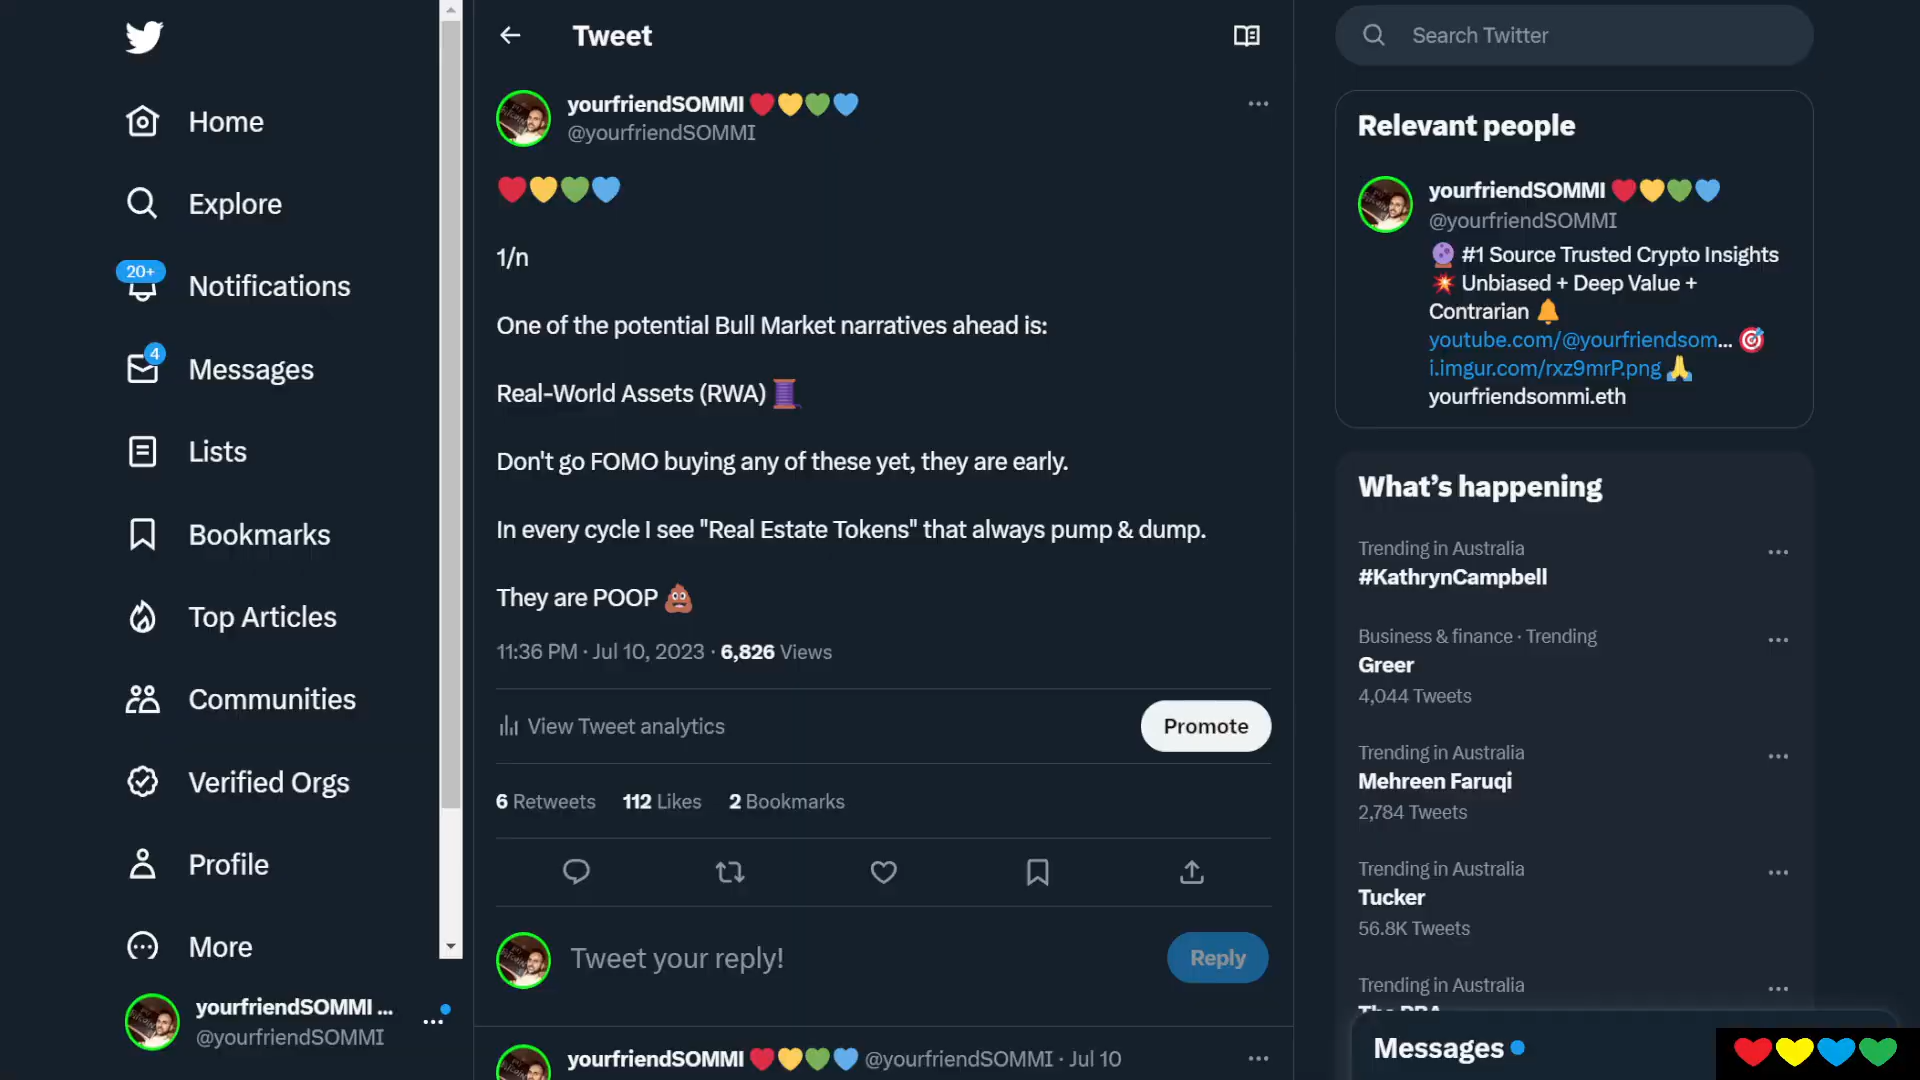 Home
Explore
20+
Notifications
4
Messages
Lists
Bookmarks
Top Articles
Communities
Verified Orgs
Profile
More
yourfriendSOMMI ...
@yourfriendSOMMI
Tweet
yourfriendSOMMI ❤️💛💚💙
@yourfriendSOMMI
❤️💛💚💙
1/n
One of the potential Bull Market narratives ahead is:
Real-World Assets (RWA) 🧵
Don't go FOMO buying any of these yet, they are early.
In every cycle I see "Real Estate Tokens" that always pump & dump.
They are POOP 💩
11:36 PM · Jul 10, 2023 · 6,826 Views
View Tweet analytics
Promote
6 Retweets 112 Likes 2 Bookmarks
Tweet your reply!
Reply
yourfriendSOMMI ❤️💛💚💙 @yourfriendSOMMI · Jul 10
Search Twitter
Relevant people
yourfriendSOMMI ❤️💛💚💙
@yourfriendSOMMI
🔮 #1 Source Trusted Crypto Insights
💥 Unbiased + Deep Value +
Contrarian 🔔
youtube.com/@yourfriendsom... 🎯
i.imgur.com/rxz9mrP.png 🙏
yourfriendsommi.eth
What's happening
Trending in Australia
#KathrynCampbell
Business & finance · Trending
Greer
4,044 Tweets
Trending in Australia
Mehreen Faruqi
2,784 Tweets
Trending in Australia
Tucker
56.8K Tweets
Trending in Australia
Messages